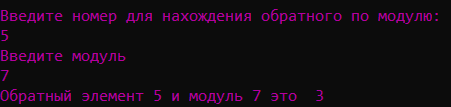 Введите номер для нахождения обратного по модулю:
5
Введите модуль
7
Обратный элемент 5 и модуль 7 это  3